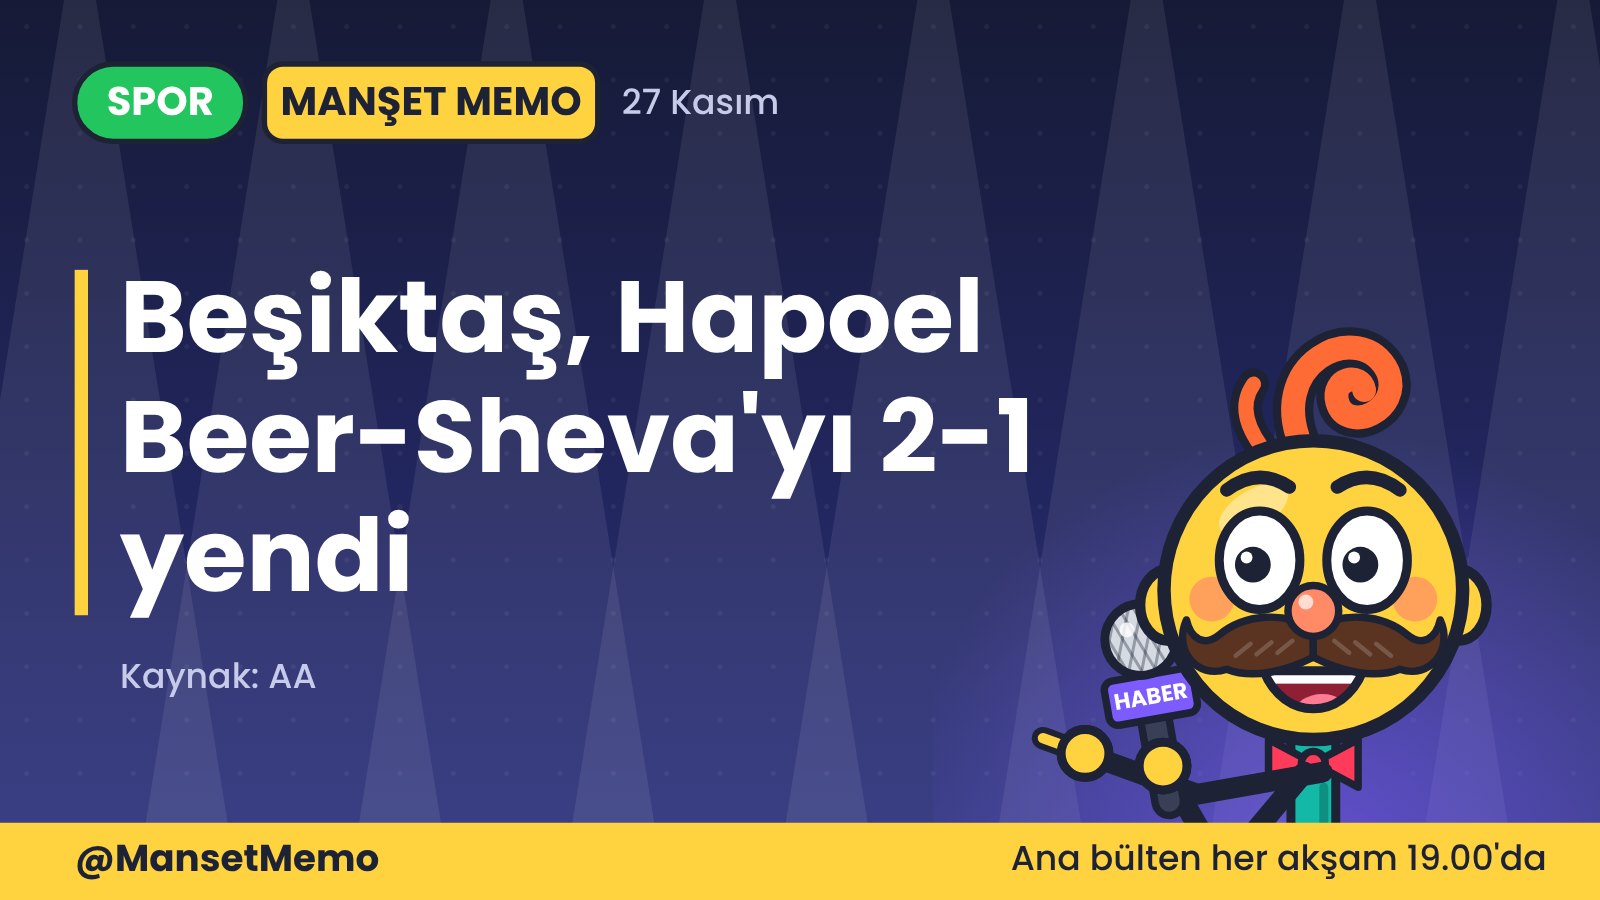 SPOR
MANŞET MEMO
27 Kasım
Beşiktaş, Hapoel
Beer-Sheva'yı 2-1
yendi
Kaynak: AA
HABER
@MansetMemo
Ana bülten her akşam 19.00'da